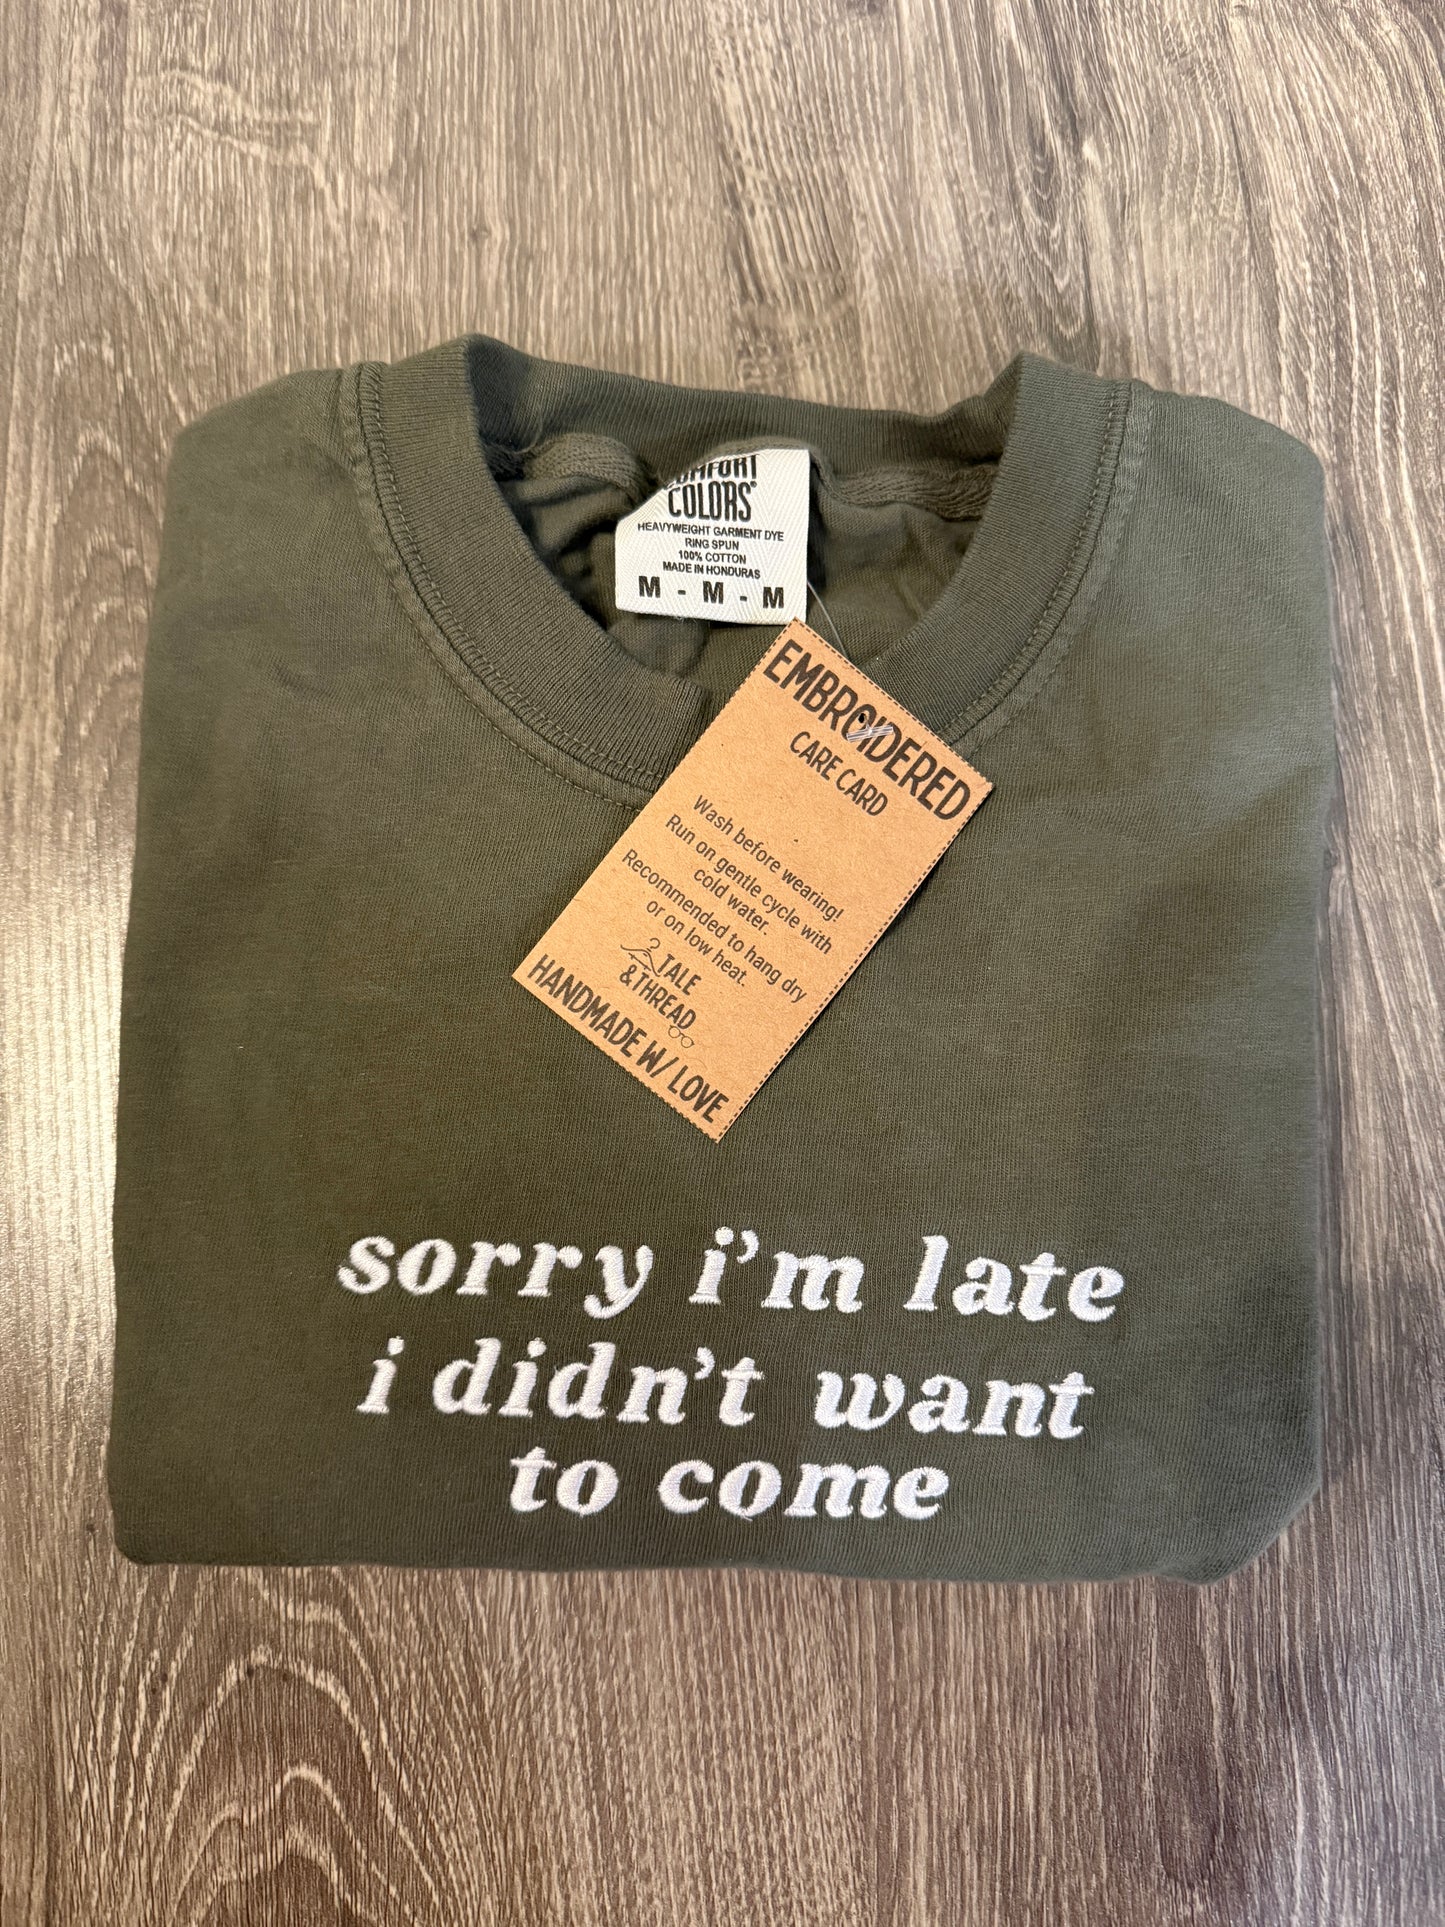 COMFORT
COLORS®
HEAVYWEIGHT GARMENT DYE
RING SPUN
100% COTTON
MADE IN HONDURAS
M - M - M
EMBROIDERED
CARE CARD
Wash before wearing!
Run on gentle cycle with
cold water.
Recommended to hang dry
or on low heat.
TALE
&THREAD
HANDMADE W/ LOVE
sorry i'm late
i didn't want
to come